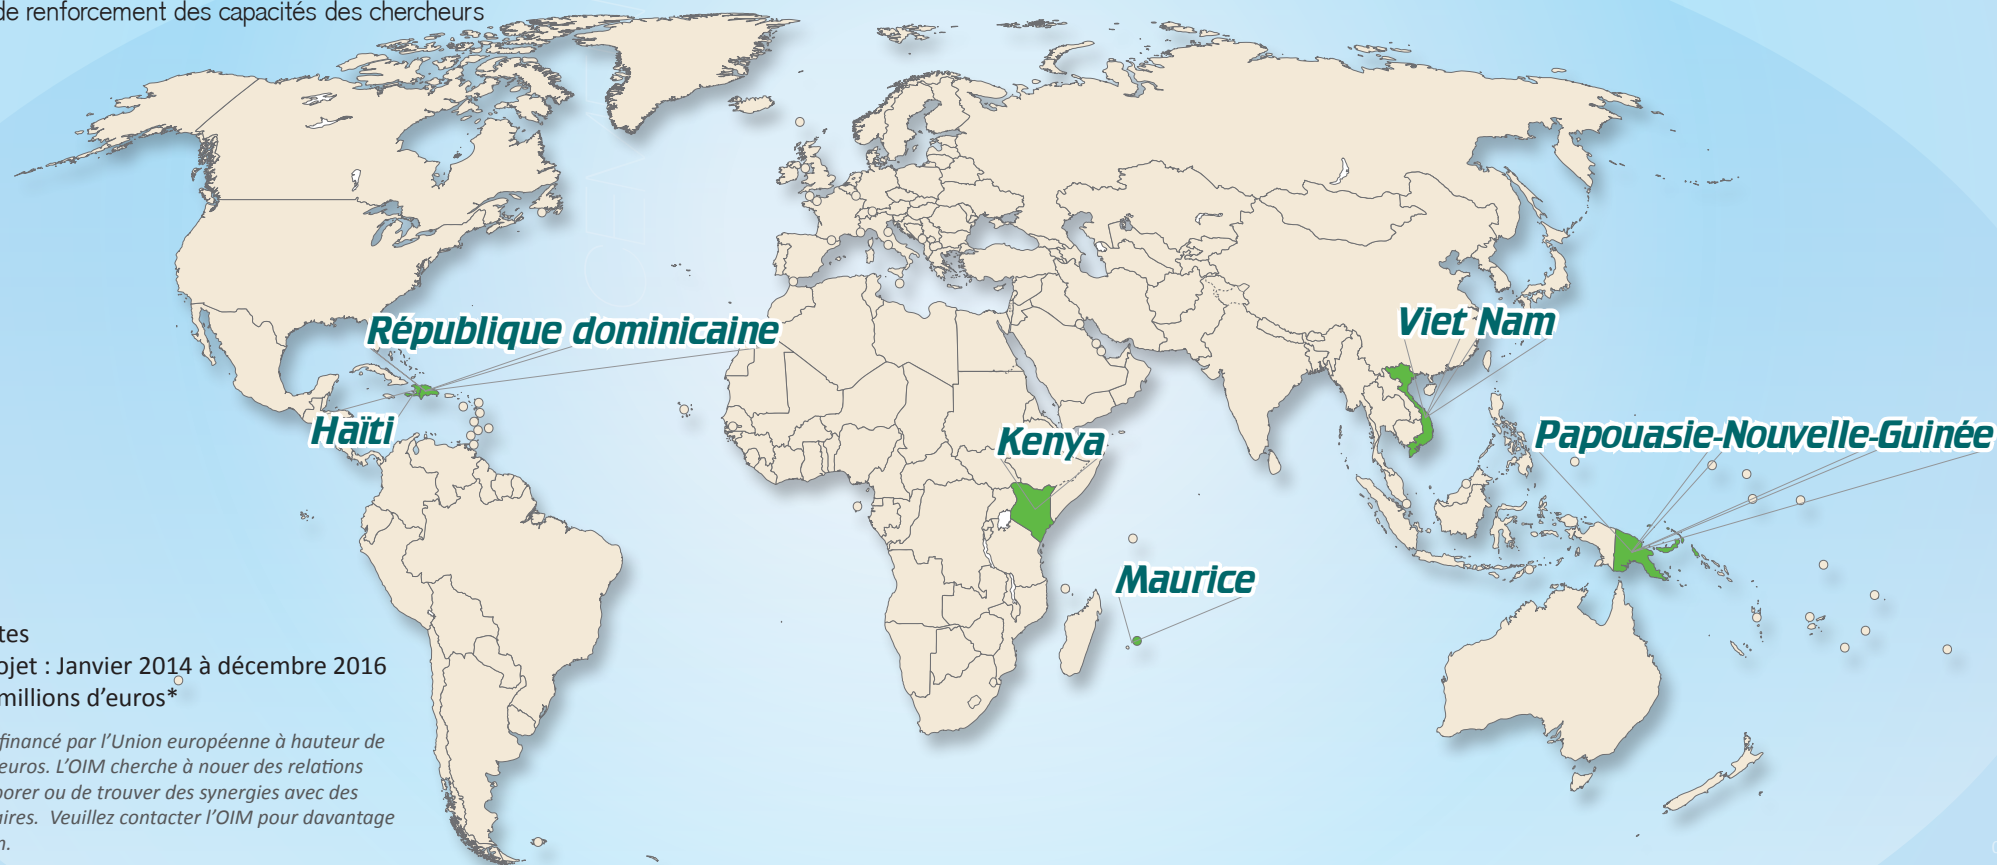 de renforcement des capacités des chercheurs
Viet Nam
République dominicaine
Haïti
Kenya
Papouasie-Nouvelle-Guinée
Maurice
tes
ojet : Janvier 2014 à décembre 2016
millions d'euros*
financé par l'Union européenne à hauteur de
euros. L'OIM cherche à nouer des relations
borer ou de trouver des synergies avec des
aires. Veuillez contacter l'OIM pour davantage
n.